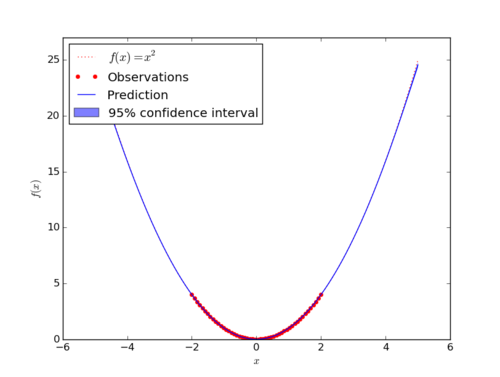 f(x) = x²
Observations
Prediction
95% confidence interval
f(x)
20
15
10
5
0
−6
−4
−2
0
2
4
6
x
25